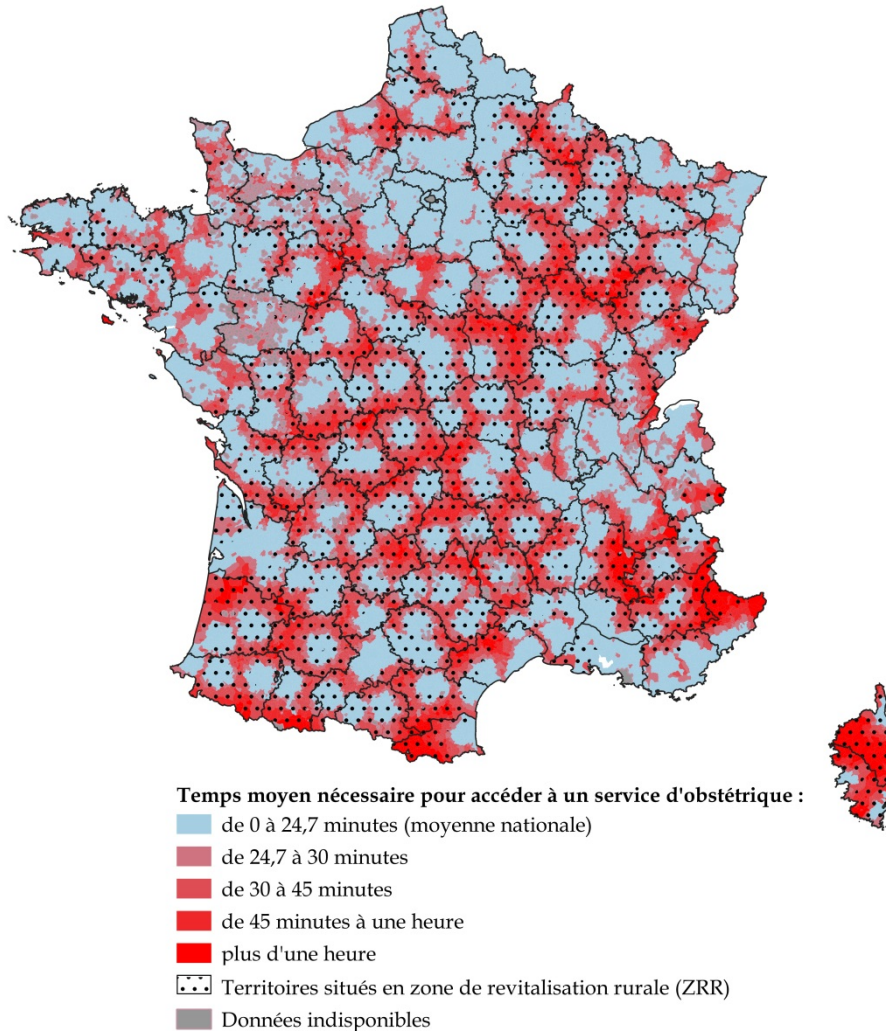 Temps moyen nécessaire pour accéder à un service d'obstétrique :
de 0 à 24,7 minutes (moyenne nationale)
de 24,7 à 30 minutes
de 30 à 45 minutes
de 45 minutes à une heure
plus d'une heure
Territoires situés en zone de revitalisation rurale (ZRR)
Données indisponibles